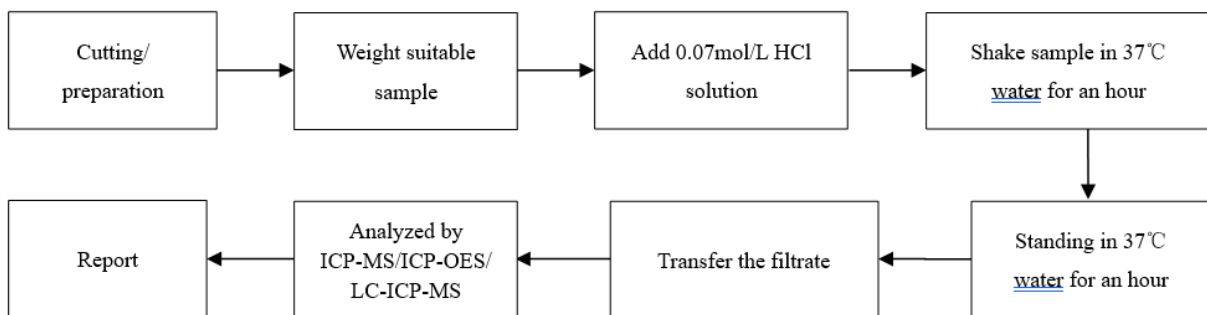 Cutting/
preparation
Weight suitable
sample
Add 0.07mol/L HCl
solution
Shake sample in 37℃
water for an hour
Standing in 37℃
water for an hour
Transfer the filtrate
Analyzed by
ICP-MS/ICP-OES/
LC-ICP-MS
Report